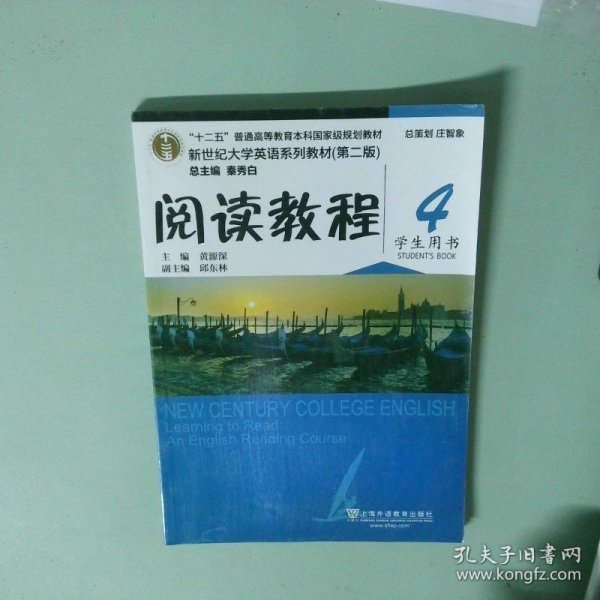 "十二五"普通高等教育本科国家级规划教材
总策划 庄智象
新世纪大学英语系列教材(第二版)
总主编 秦秀白
阅读教程
4
学生用书
STUDENT'S BOOK
主 编 黄源深
副主编 邱东林
NEW CENTURY COLLEGE ENGLISH
Learning to Read:
An English Reading Course
上海外语教育出版社
www.sflep.com
孔夫子旧书网
www.kongfz.com